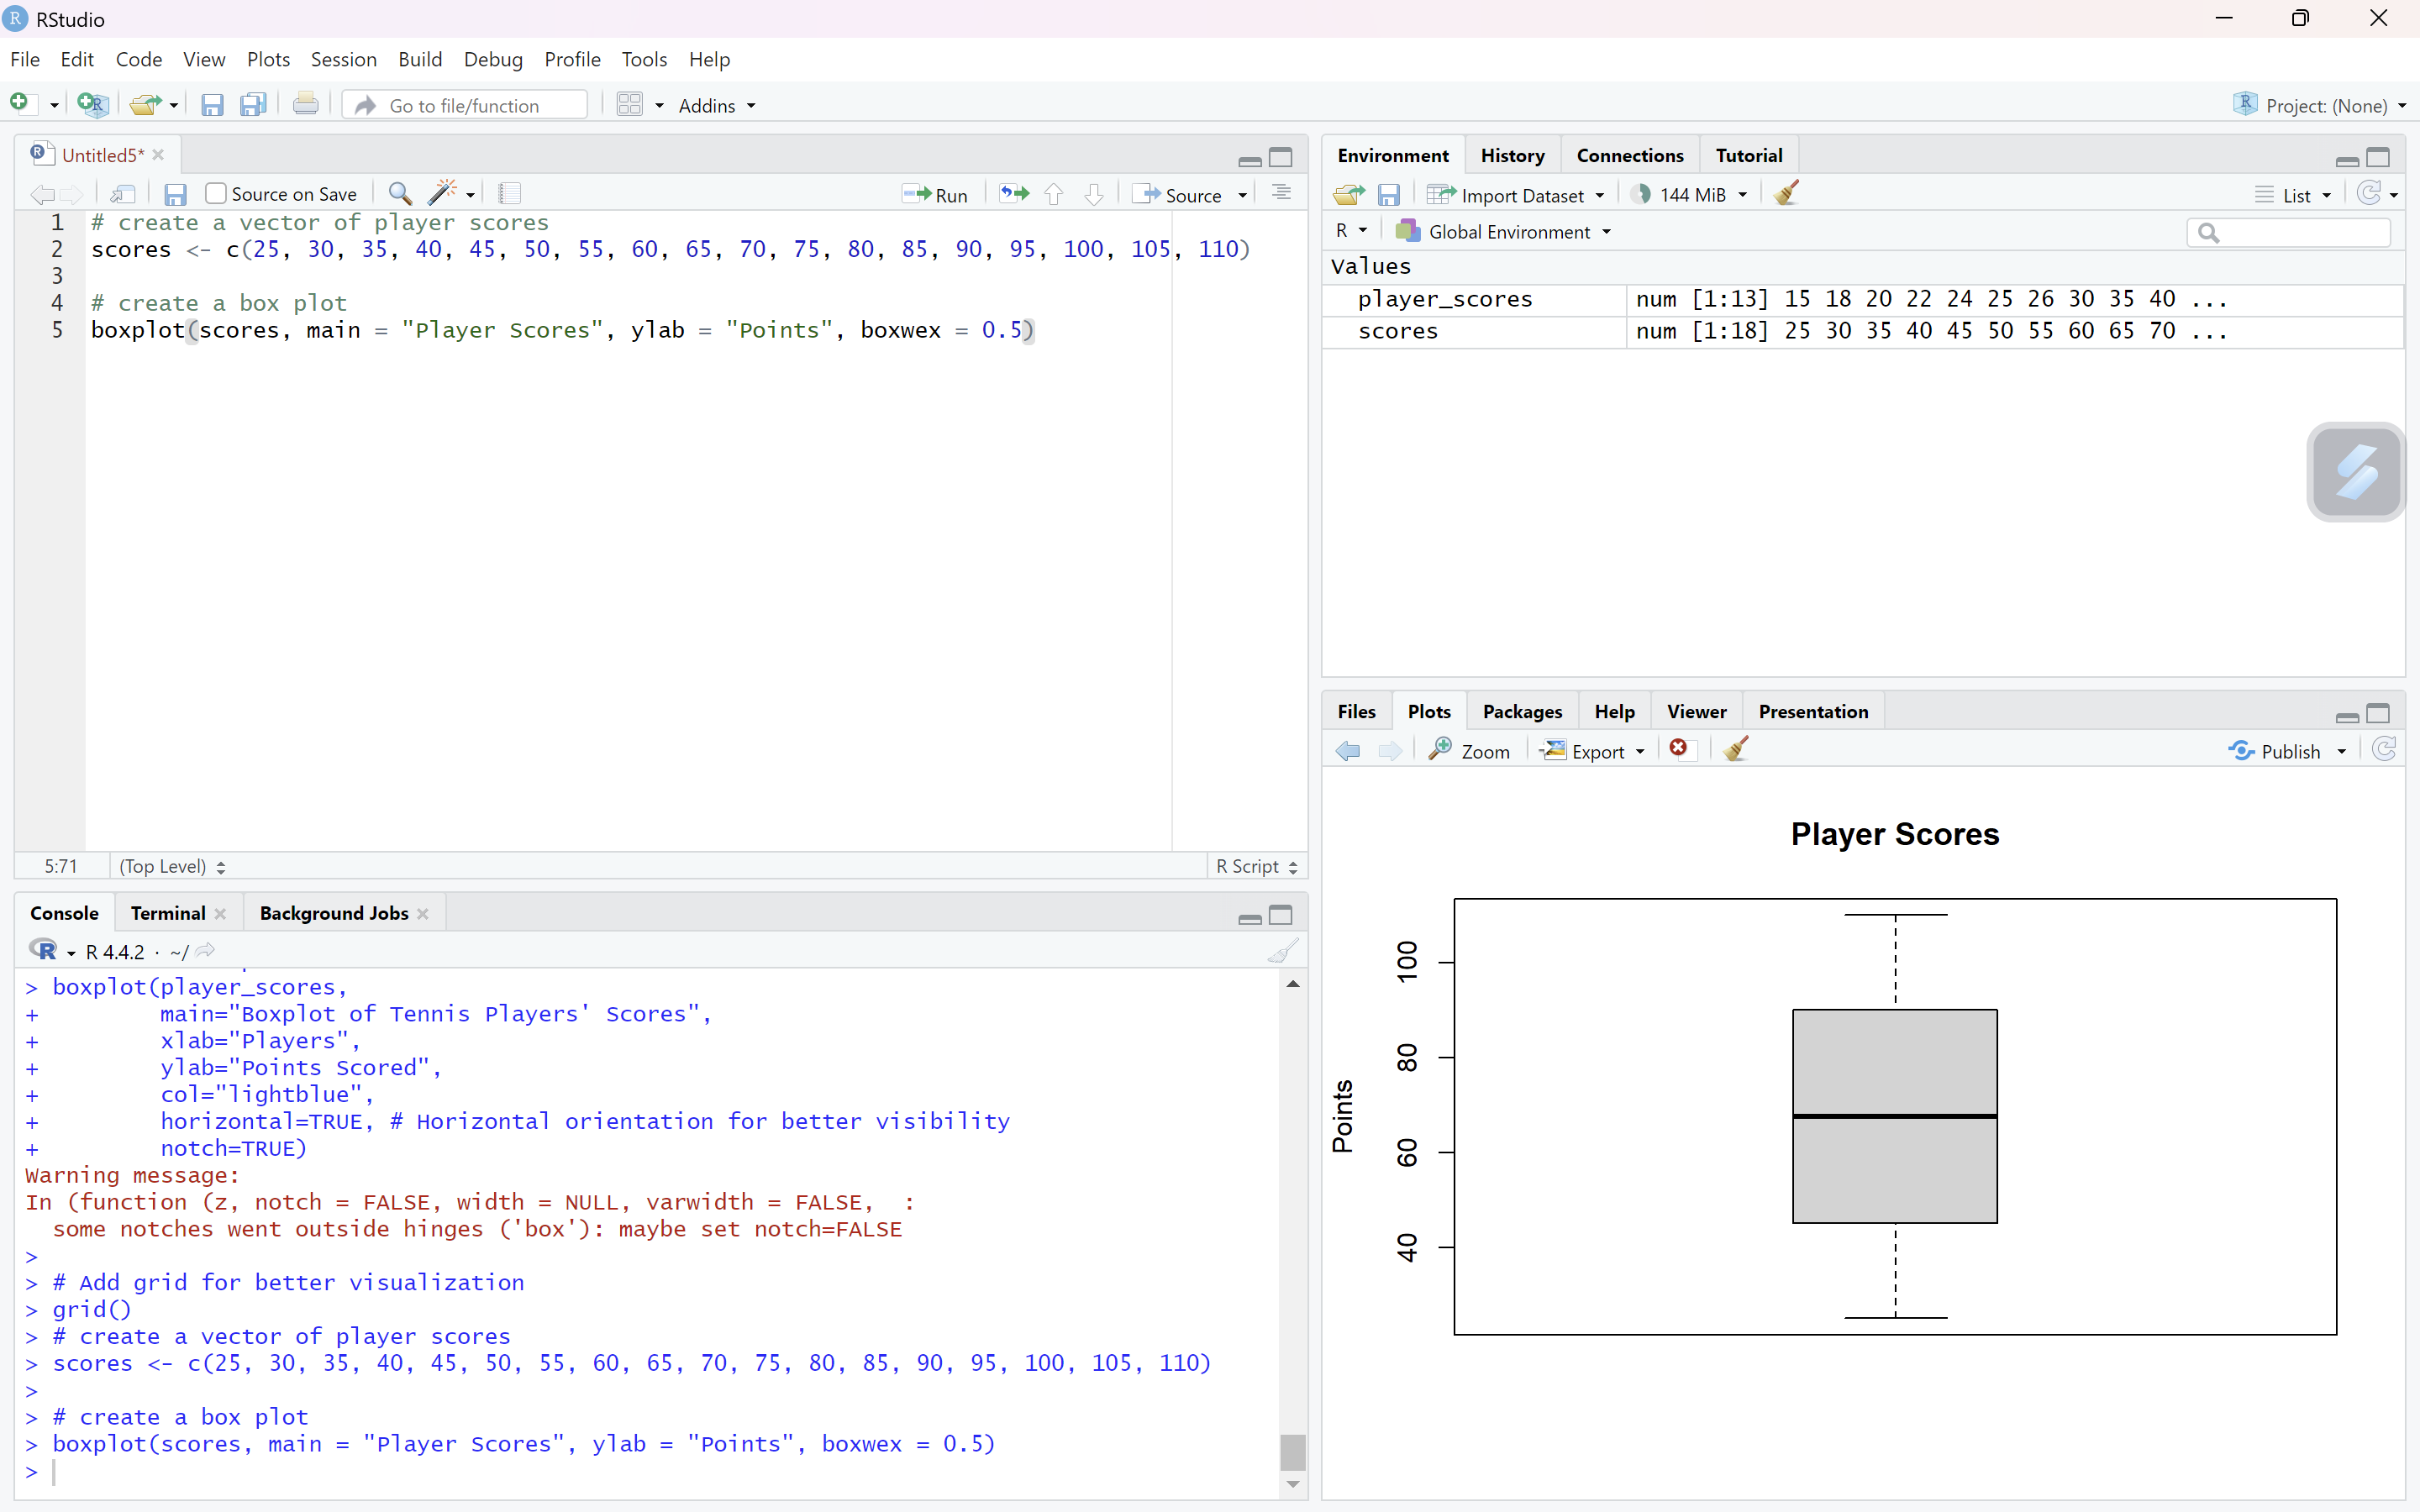 RStudio
File Edit Code View Plots Session Build Debug Profile Tools Help
Go to file/function Addins Project: (None)
Untitled5*
Source on Save Run Source
1 # create a vector of player scores
2 scores <- c(25, 30, 35, 40, 45, 50, 55, 60, 65, 70, 75, 80, 85, 90, 95, 100, 105, 110)
3
4 # create a box plot
5 boxplot(scores, main = "Player Scores", ylab = "Points", boxwex = 0.5)
5:71 (Top Level) R Script
Console Terminal Background Jobs
R 4.4.2 · ~/
> boxplot(player_scores,
+         main="Boxplot of Tennis Players' Scores",
+         xlab="Players",
+         ylab="Points Scored",
+         col="lightblue",
+         horizontal=TRUE, # Horizontal orientation for better visibility
+         notch=TRUE)
Warning message:
In (function (z, notch = FALSE, width = NULL, varwidth = FALSE,  :
  some notches went outside hinges ('box'): maybe set notch=FALSE
>
> # Add grid for better visualization
> grid()
> # create a vector of player scores
> scores <- c(25, 30, 35, 40, 45, 50, 55, 60, 65, 70, 75, 80, 85, 90, 95, 100, 105, 110)
>
> # create a box plot
> boxplot(scores, main = "Player Scores", ylab = "Points", boxwex = 0.5)
>
Environment History Connections Tutorial
Import Dataset 144 MiB List
R Global Environment
Values
player_scores num [1:13] 15 18 20 22 24 25 26 30 35 40 ...
scores num [1:18] 25 30 35 40 45 50 55 60 65 70 ...
Files Plots Packages Help Viewer Presentation
Zoom Export Publish
Player Scores
Points
100
80
60
40